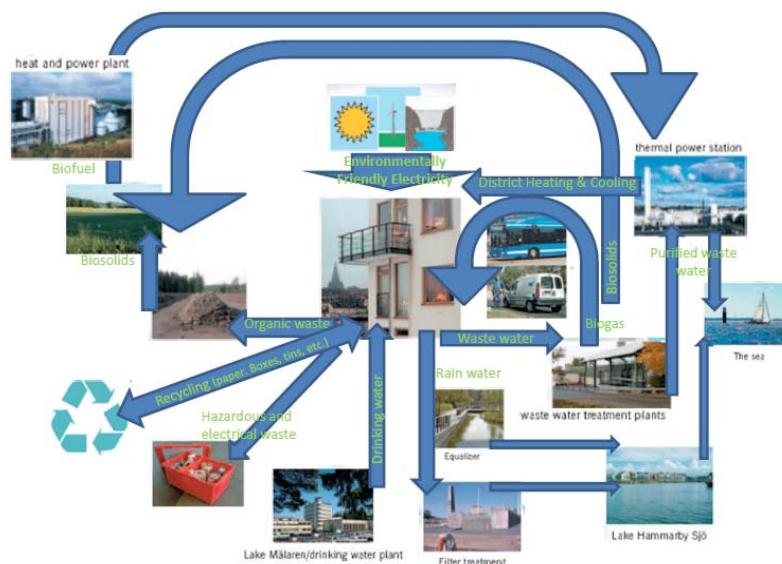 heat and power plant
Biofuel
Environmentally
Friendly Electricity
thermal power station
District Heating & Cooling
Biosolids
Biosolids
Purified waste
water
The sea
Organic waste
Waste water
Biogas
Recycling (paper. Boxes, tins, etc.)
Rain water
waste water treatment plants
Hazardous and
electrical waste
Drinking water
Equalizer
Lake Hammarby Sjö
Lake Mälaren/drinking water plant
Filter treatment